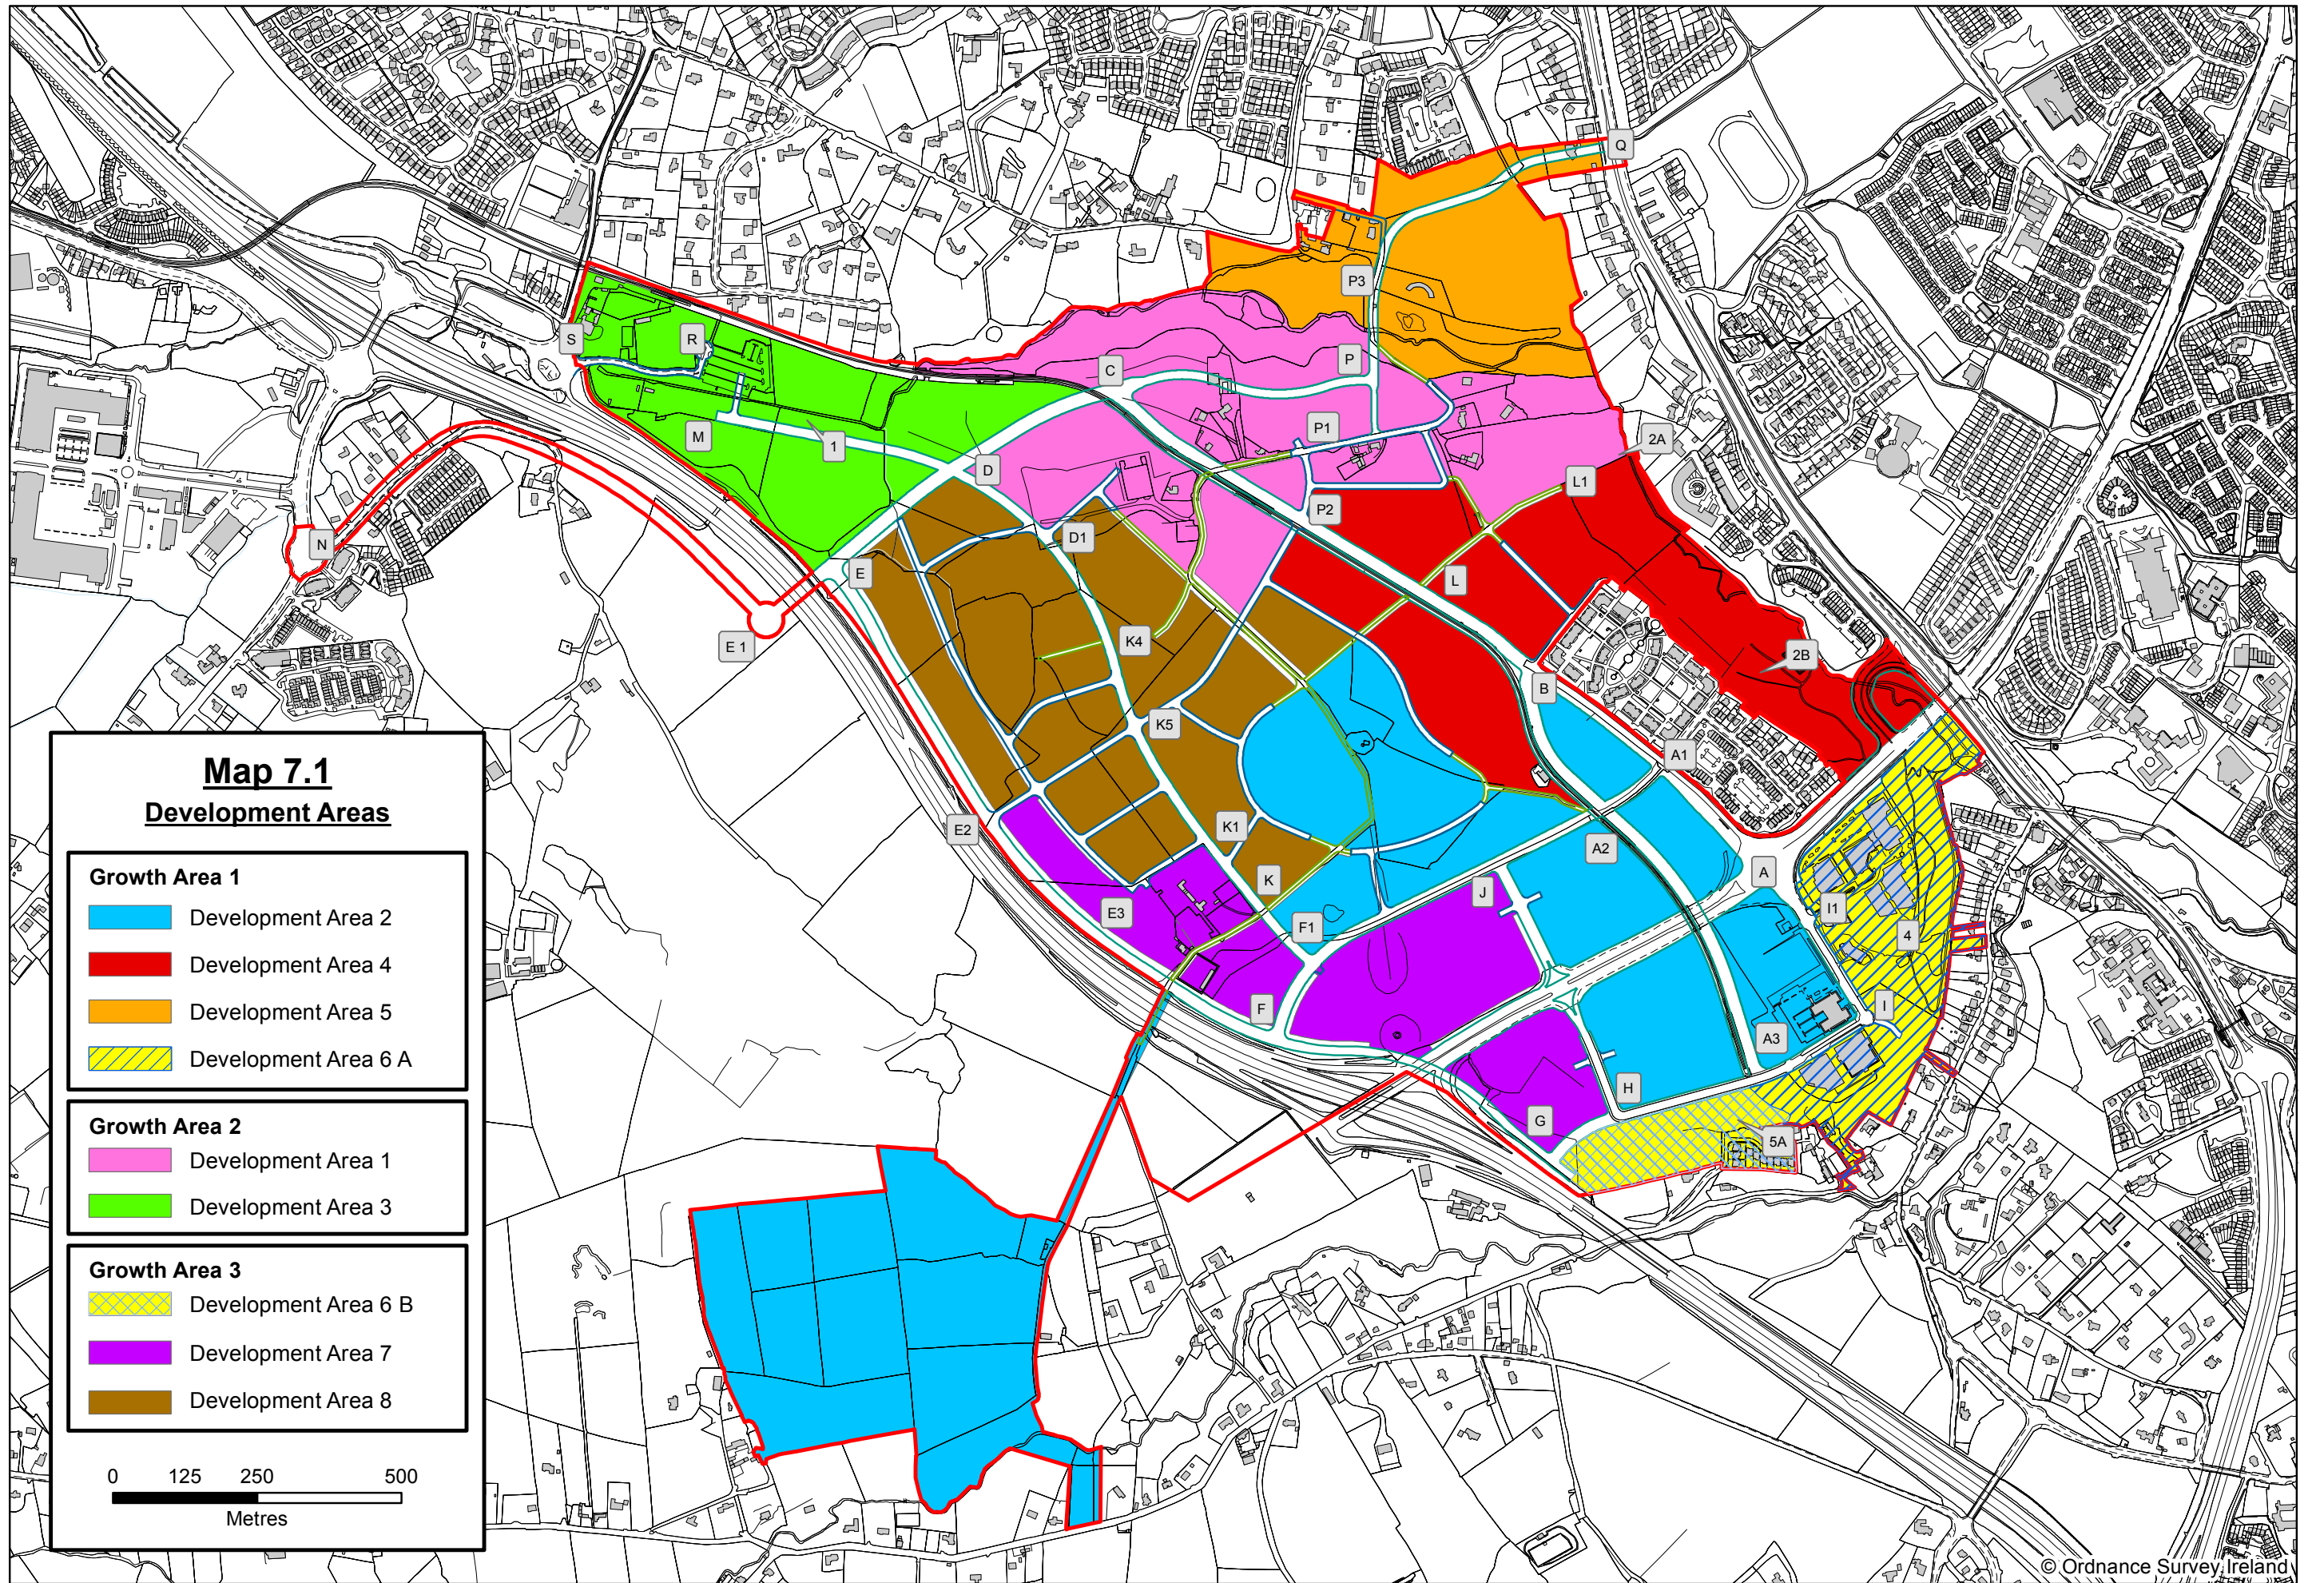 Q
P3
S
R
C
P
M
1
P1
2A
D
L1
P2
N
D1
E
L
E 1
K4
2B
B
K5
A1
E2
K1
A2
K
A
J
E3
I1
F1
4
F
I
A3
H
G
5A
Map 7.1
Development Areas
Growth Area 1
Development Area 2
Development Area 4
Development Area 5
Development Area 6 A
Growth Area 2
Development Area 1
Development Area 3
Growth Area 3
Development Area 6 B
Development Area 7
Development Area 8
0 125 250 500
Metres
© Ordnance Survey Ireland